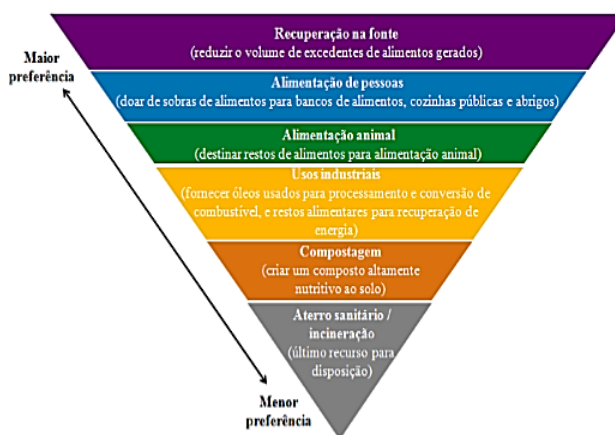 Recuperação na fonte
(reduzir o volume de excedentes de alimentos gerados)
Maior
preferência
Alimentação de pessoas
(doar de sobras de alimentos para bancos de alimentos, cozinhas públicas e abrigos)
Alimentação animal
(destinar restos de alimentos para alimentação animal)
Usos industriais
(fornecer óleos usados para processamento e conversão de
combustível, e restos alimentares para recuperação de
energia)
Compostagem
(criar um composto altamente
nutritivo ao solo)
Aterro sanitário /
incineração
(último recurso para
disposição)
Menor
preferência